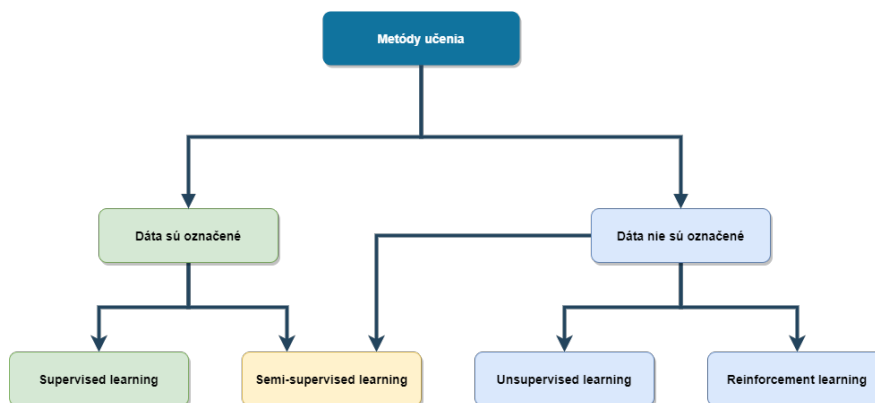 Metódy učenia
Dáta sú označené
Dáta nie sú označené
Supervised learning
Semi-supervised learning
Unsupervised learning
Reinforcement learning